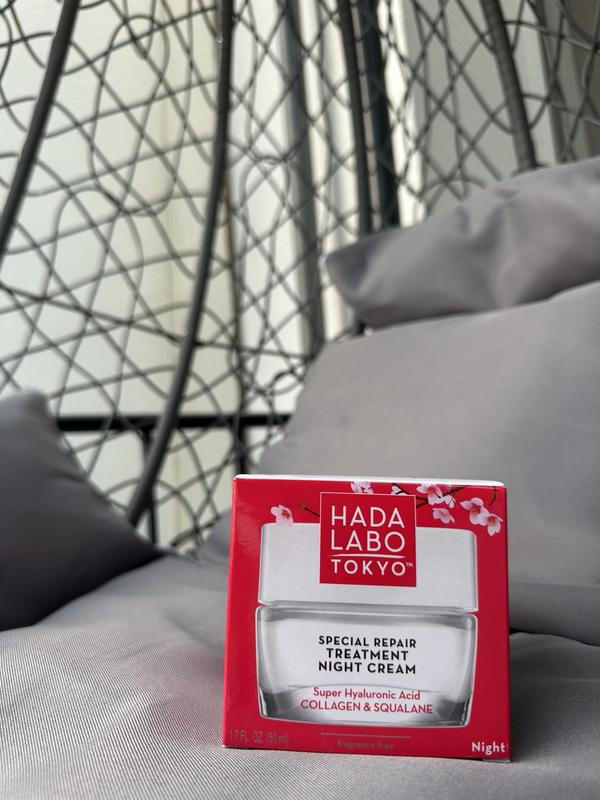 HADA
LABO
TOKYO™
SPECIAL REPAIR
TREATMENT
NIGHT CREAM
Super Hyaluronic Acid
COLLAGEN & SQUALANE
1.7 FL. OZ. (50 ml)
fragrance free
Night